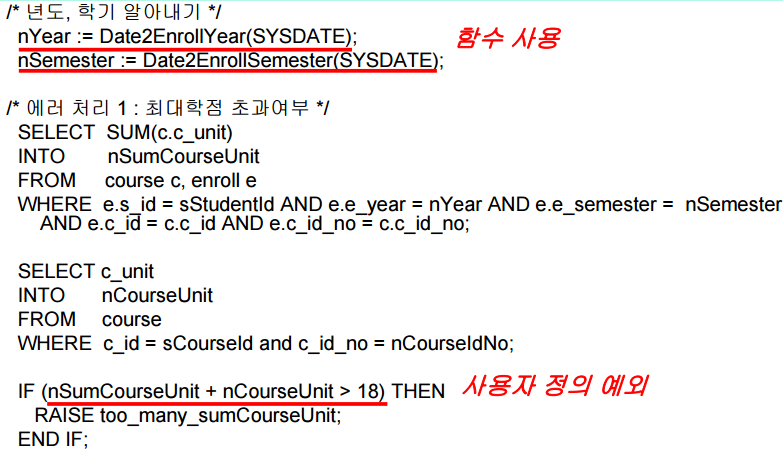 /* 년도, 학기 알아내기 */
nYear := Date2EnrollYear(SYSDATE);
함수 사용
nSemester := Date2EnrollSemester(SYSDATE);
/* 에러 처리 1 : 최대학점 초과여부 */
SELECT SUM(c.c_unit)
INTO nSumCourseUnit
FROM course c, enroll e
WHERE e.s_id = sStudentId AND e.e_year = nYear AND e.e_semester = nSemester
AND e.c_id = c.c_id AND e.c_id_no = c.c_id_no;
SELECT c_unit
INTO nCourseUnit
FROM course
WHERE c_id = sCourseId and c_id_no = nCourseIdNo;
IF (nSumCourseUnit + nCourseUnit > 18) THEN
사용자 정의 예외
RAISE too_many_sumCourseUnit;
END IF;